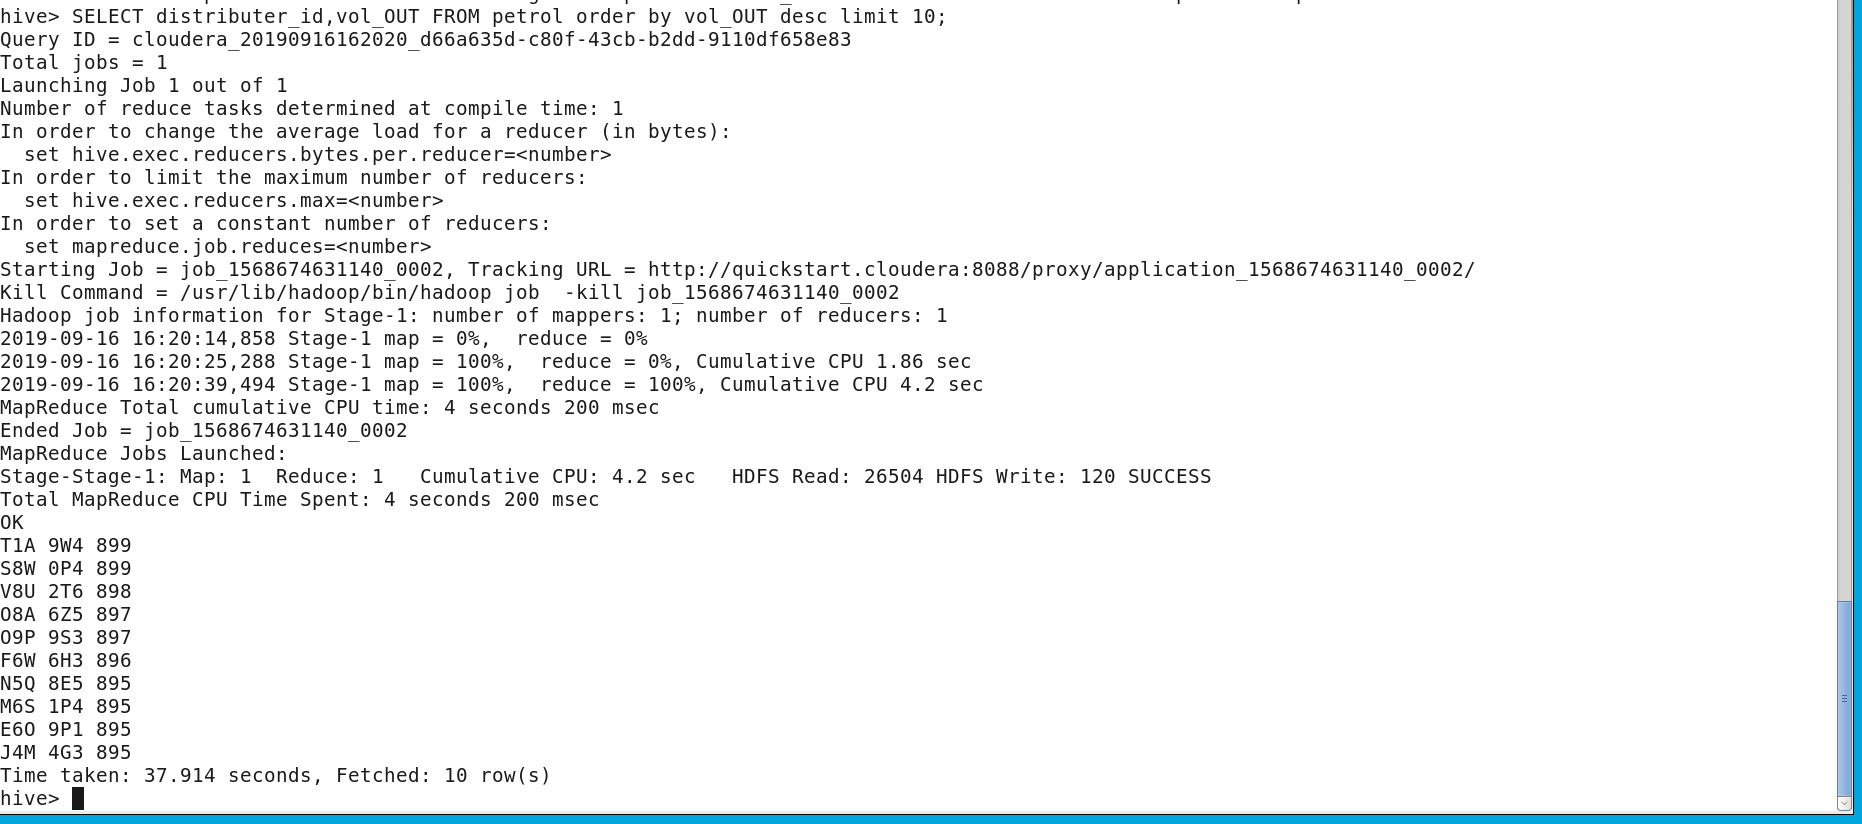 hive> SELECT distributer_id,vol_OUT FROM petrol order by vol_OUT desc limit 10;
Query ID = cloudera_20190916162020_d66a635d-c80f-43cb-b2dd-9110df658e83
Total jobs = 1
Launching Job 1 out of 1
Number of reduce tasks determined at compile time: 1
In order to change the average load for a reducer (in bytes):
  set hive.exec.reducers.bytes.per.reducer=<number>
In order to limit the maximum number of reducers:
  set hive.exec.reducers.max=<number>
In order to set a constant number of reducers:
  set mapreduce.job.reduces=<number>
Starting Job = job_1568674631140_0002, Tracking URL = http://quickstart.cloudera:8088/proxy/application_1568674631140_0002/
Kill Command = /usr/lib/hadoop/bin/hadoop job  -kill job_1568674631140_0002
Hadoop job information for Stage-1: number of mappers: 1; number of reducers: 1
2019-09-16 16:20:14,858 Stage-1 map = 0%,  reduce = 0%
2019-09-16 16:20:25,288 Stage-1 map = 100%,  reduce = 0%, Cumulative CPU 1.86 sec
2019-09-16 16:20:39,494 Stage-1 map = 100%,  reduce = 100%, Cumulative CPU 4.2 sec
MapReduce Total cumulative CPU time: 4 seconds 200 msec
Ended Job = job_1568674631140_0002
MapReduce Jobs Launched:
Stage-Stage-1: Map: 1  Reduce: 1   Cumulative CPU: 4.2 sec   HDFS Read: 26504 HDFS Write: 120 SUCCESS
Total MapReduce CPU Time Spent: 4 seconds 200 msec
OK
T1A 9W4 899
S8W 0P4 899
V8U 2T6 898
O8A 6Z5 897
O9P 9S3 897
F6W 6H3 896
N5Q 8E5 895
M6S 1P4 895
E6O 9P1 895
J4M 4G3 895
Time taken: 37.914 seconds, Fetched: 10 row(s)
hive>